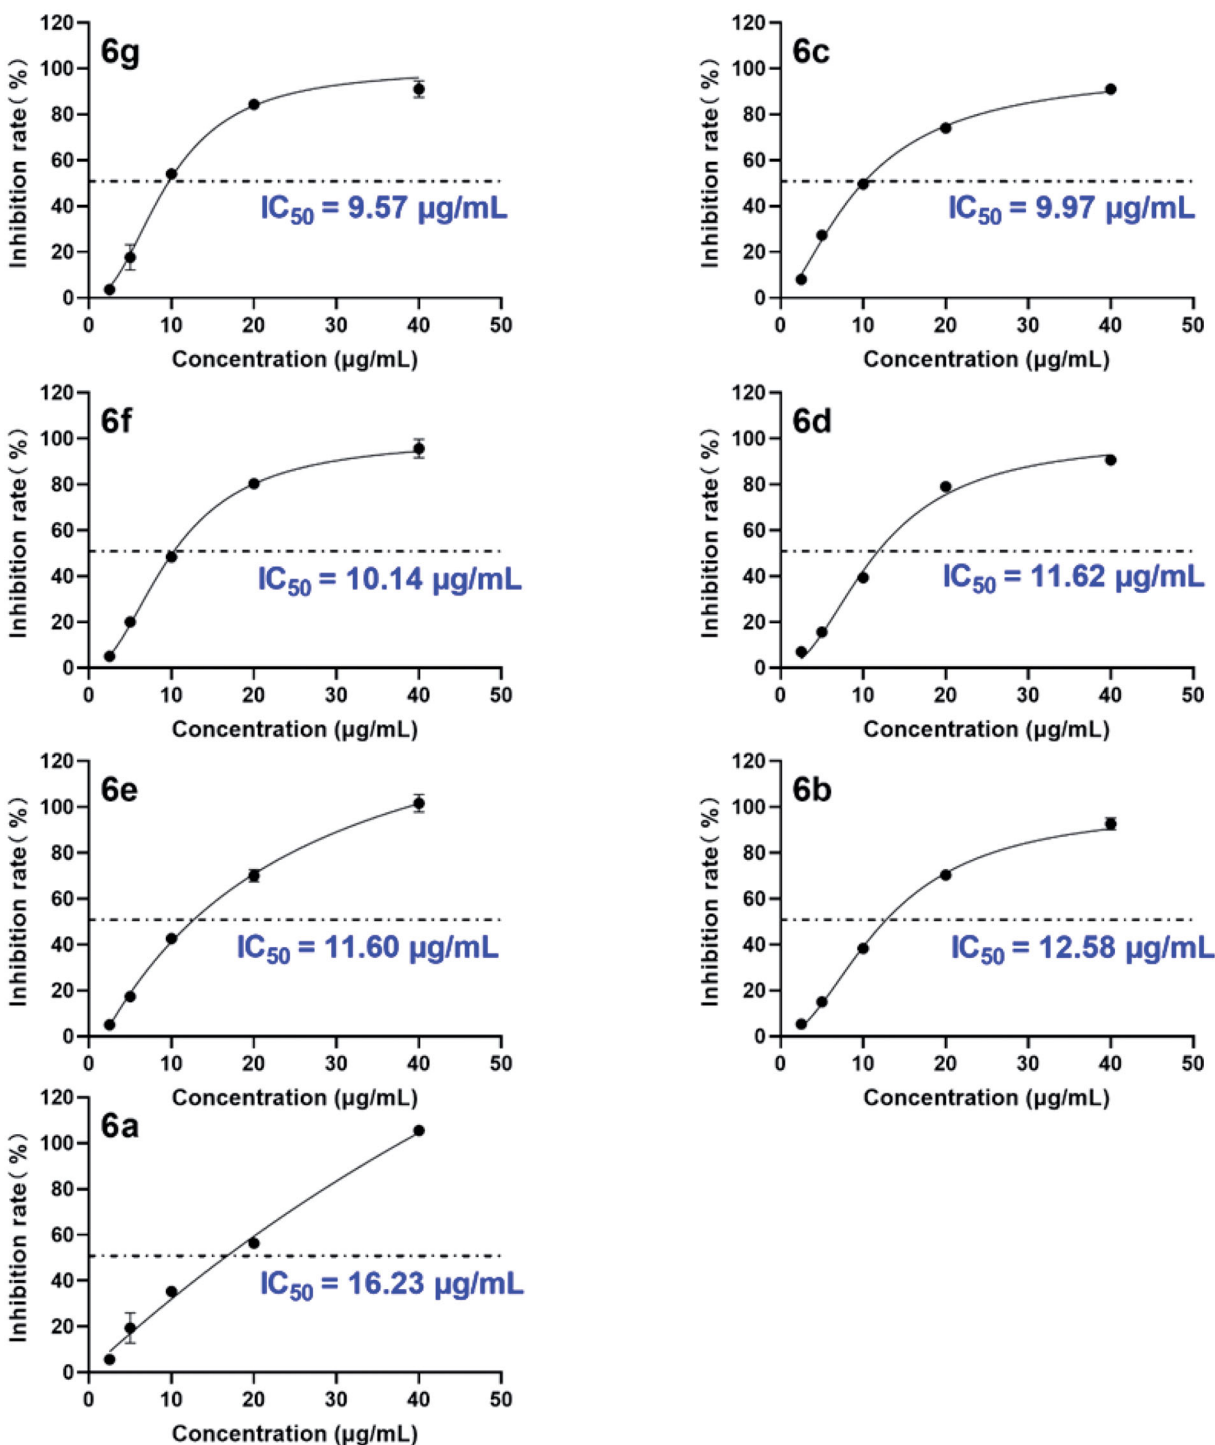 6g
Inhibition rate( %)
120
100
80
60
40
20
0
IC50 = 9.57 µg/mL
0 10 20 30 40 50
Concentration (µg/mL)
6c
Inhibition rate( %)
120
100
80
60
40
20
0
IC50 = 9.97 µg/mL
0 10 20 30 40 50
Concentration (µg/mL)
6f
Inhibition rate( %)
120
100
80
60
40
20
0
IC50 = 10.14 µg/mL
0 10 20 30 40 50
Concentration (µg/mL)
6d
Inhibition rate( %)
120
100
80
60
40
20
0
IC50 = 11.62 µg/mL
0 10 20 30 40 50
Concentration (µg/mL)
6e
Inhibition rate( %)
120
100
80
60
40
20
0
IC50 = 11.60 µg/mL
0 10 20 30 40 50
Concentration (µg/mL)
6b
Inhibition rate( %)
120
100
80
60
40
20
0
IC50 = 12.58 µg/mL
0 10 20 30 40 50
Concentration (µg/mL)
6a
Inhibition rate( %)
120
100
80
60
40
20
0
IC50 = 16.23 µg/mL
0 10 20 30 40 50
Concentration (µg/mL)